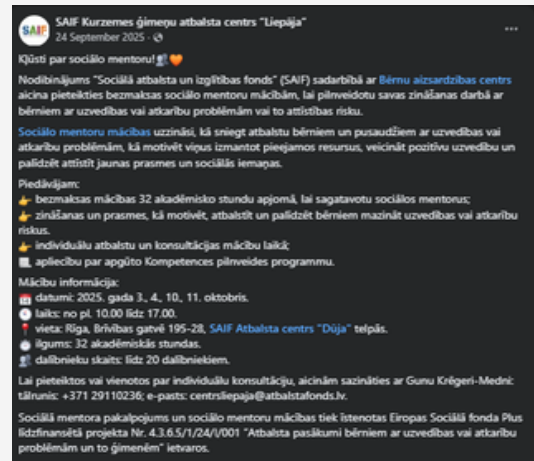 SAIF
SAIF Kurzemes ģimeņu atbalsta centrs "Liepāja"
24 September 2025
Kļūsti par sociālo mentoru!
Nodibinājums "Sociālā atbalsta un izglītības fonds" (SAIF) sadarbībā ar Bērnu aizsardzības centrs
aicina pieteikties bezmaksas sociālo mentoru mācībām, lai pilnveidotu savas zināšanas darbā ar
bērniem ar uzvedības vai atkarību problēmām vai to attīstības risku.
Sociālo mentoru mācības uzzināsi, kā sniegt atbalstu bērniem un pusaudžiem ar uzvedības vai
atkarību problēmām, kā motivēt viņus izmantot pieejamos resursus, veicināt pozitīvu uzvedību un
palīdzēt attīstīt jaunas prasmes un sociālās iemaņas.
Piedāvājam:
👉 bezmaksas mācības 32 akadēmisko stundu apjomā, lai sagatavotu sociālos mentorus;
👉 zināšanas un prasmes, kā motivēt, atbalstīt un palīdzēt bērniem mazināt uzvedības vai atkarību
riskus.
👉 individuālu atbalstu un konsultācijas mācību laikā;
📃 apliecību par apgūto Kompetences pilnveides programmu.
Mācību informācija:
📅 datumi: 2025. gada 3., 4., 10., 11. oktobris.
🕙 laiks: no pl. 10.00 līdz 17.00.
📍 vieta: Rīga, Brīvības gatvē 195-28, SAIF Atbalsta centrs "Dūja" telpās.
⏱ ilgums: 32 akadēmiskās stundas.
👥 dalībnieku skaits: līdz 20 dalībniekiem.
Lai pieteiktos vai vienotos par individuālu konsultāciju, aicinām sazināties ar Gunu Krēgeri-Medni:
tālrunis: +371 29110236; e-pasts: centrsliepaja@atbalstafonds.lv.
Sociālā mentora pakalpojums un sociālo mentoru mācības tiek īstenotas Eiropas Sociālā fonda Plus
līdzfinansētā projekta Nr. 4.3.6.5/1/24/I/001 "Atbalsta pasākumi bērniem ar uzvedības vai atkarību
problēmām un to ģimenēm" ietvaros.